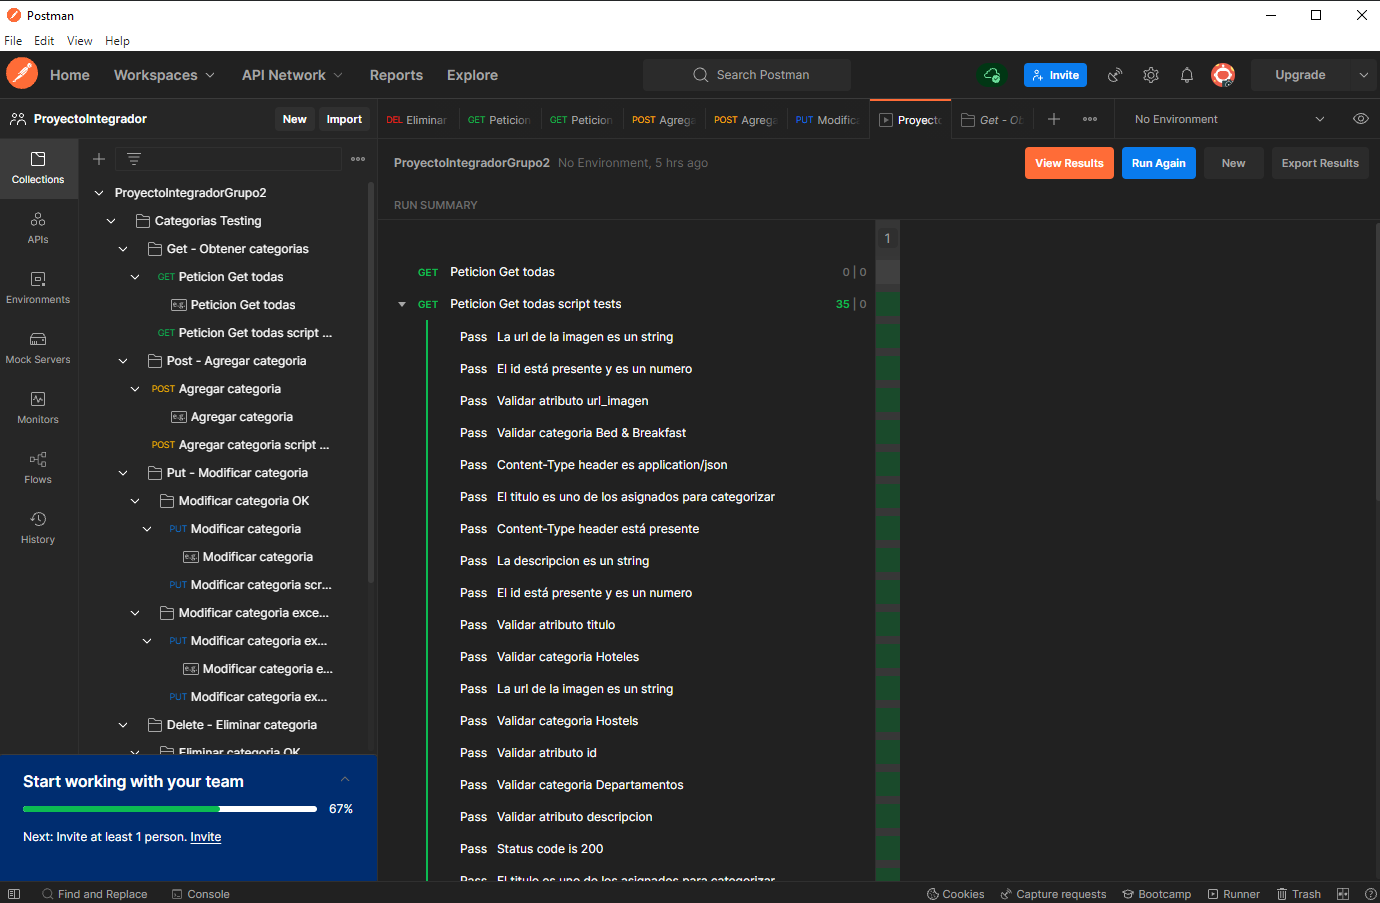 Postman
File Edit View Help
Home Workspaces API Network Reports Explore Search Postman Invite Upgrade
ProyectoIntegrador New Import
DEL Eliminar GET Peticion GET Peticion POST Agrega POST Agrega PUT Modifica Proyecto Get - Ob No Environment
Collections
APIs
Environments
Mock Servers
Monitors
Flows
History
ProyectoIntegradorGrupo2
Categorias Testing
Get - Obtener categorias
GET Peticion Get todas
e.g. Peticion Get todas
GET Peticion Get todas script ...
Post - Agregar categoria
POST Agregar categoria
e.g. Agregar categoria
POST Agregar categoria script ...
Put - Modificar categoria
Modificar categoria OK
PUT Modificar categoria
e.g. Modificar categoria
PUT Modificar categoria scr...
Modificar categoria exce...
PUT Modificar categoria ex...
e.g. Modificar categoria e...
PUT Modificar categoria ex...
Delete - Eliminar categoria
Eliminar categoria OK
Start working with your team
67%
Next: Invite at least 1 person. Invite
ProyectoIntegradorGrupo2 No Environment, 5 hrs ago View Results Run Again New Export Results
RUN SUMMARY
1
GET Peticion Get todas 0 | 0
GET Peticion Get todas script tests 35 | 0
Pass La url de la imagen es un string
Pass El id está presente y es un numero
Pass Validar atributo url_imagen
Pass Validar categoria Bed & Breakfast
Pass Content-Type header es application/json
Pass El titulo es uno de los asignados para categorizar
Pass Content-Type header está presente
Pass La descripcion es un string
Pass El id está presente y es un numero
Pass Validar atributo titulo
Pass Validar categoria Hoteles
Pass La url de la imagen es un string
Pass Validar categoria Hostels
Pass Validar atributo id
Pass Validar categoria Departamentos
Pass Validar atributo descripcion
Pass Status code is 200
Pass El titulo es uno de los asignados para categorizar
Find and Replace Console Cookies Capture requests Bootcamp Runner Trash